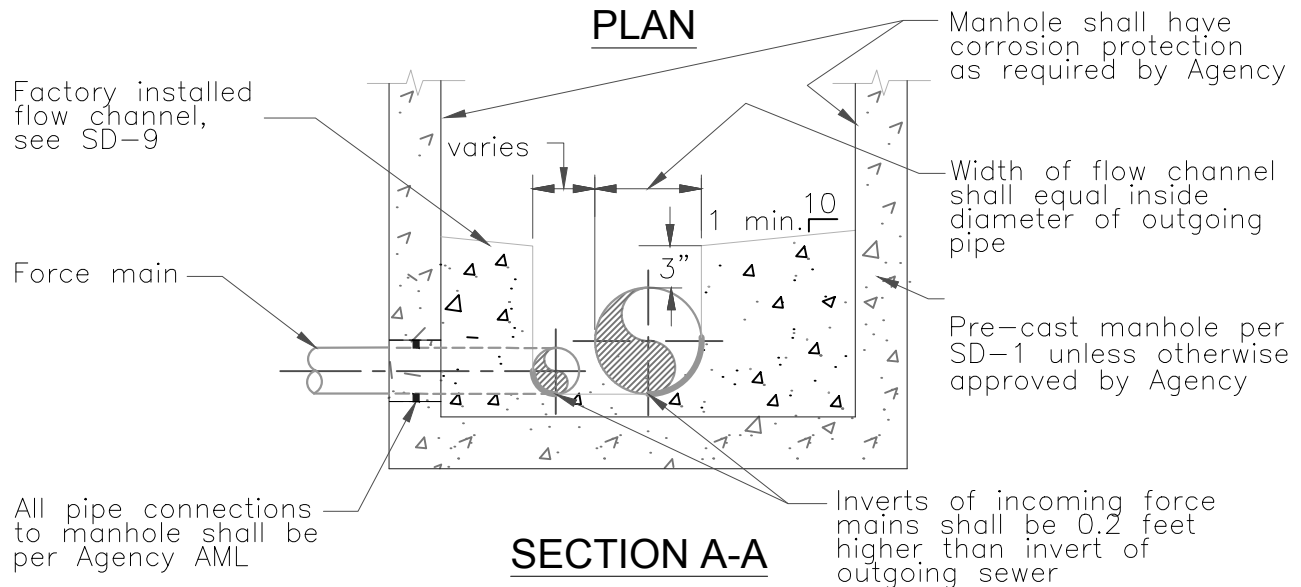 PLAN
Manhole shall have
corrosion protection
as required by Agency
Factory installed
flow channel,
see SD-9
varies
Width of flow channel
shall equal inside
diameter of outgoing
pipe
1 min. 10
3"
Force main
Pre-cast manhole per
SD-1 unless otherwise
approved by Agency
All pipe connections
to manhole shall be
per Agency AML
Inverts of incoming force
mains shall be 0.2 feet
higher than invert of
outgoing sewer
SECTION A-A